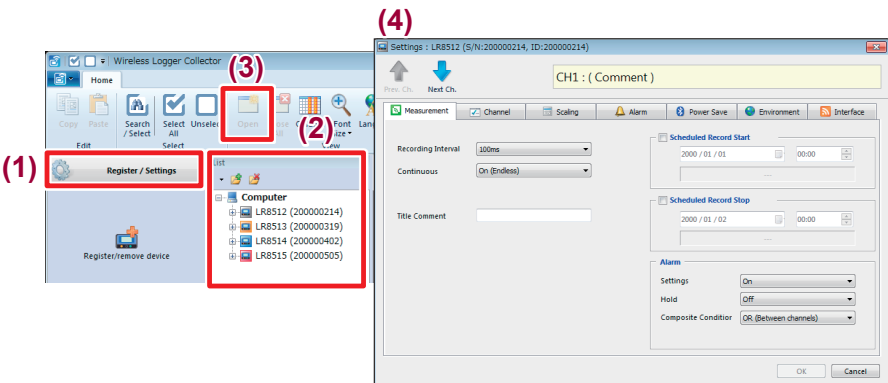 (1)
Wireless Logger Collector
(3)
Home
Copy
Paste
Search
/ Select
Select
All
Unselect
Open
(2)
Font
Edit
Select
View
Register / Settings
List
Computer
LR8512 (200000214)
LR8513 (200000319)
LR8514 (200000402)
LR8515 (200000505)
Register/remove device
(4)
Settings : LR8512 (S/N:200000214, ID:200000214)
Prev. Ch.
Next Ch.
CH1 : ( Comment )
Measurement
Channel
Scaling
Alarm
Power Save
Environment
Interface
Recording Interval
100ms
Continuous
On (Endless)
Title Comment
Scheduled Record Start
2000 / 01 / 01
00:00
Scheduled Record Stop
2000 / 01 / 02
00:00
Alarm
Settings
On
Hold
Off
Composite Condition
OR (Between channels)
OK
Cancel